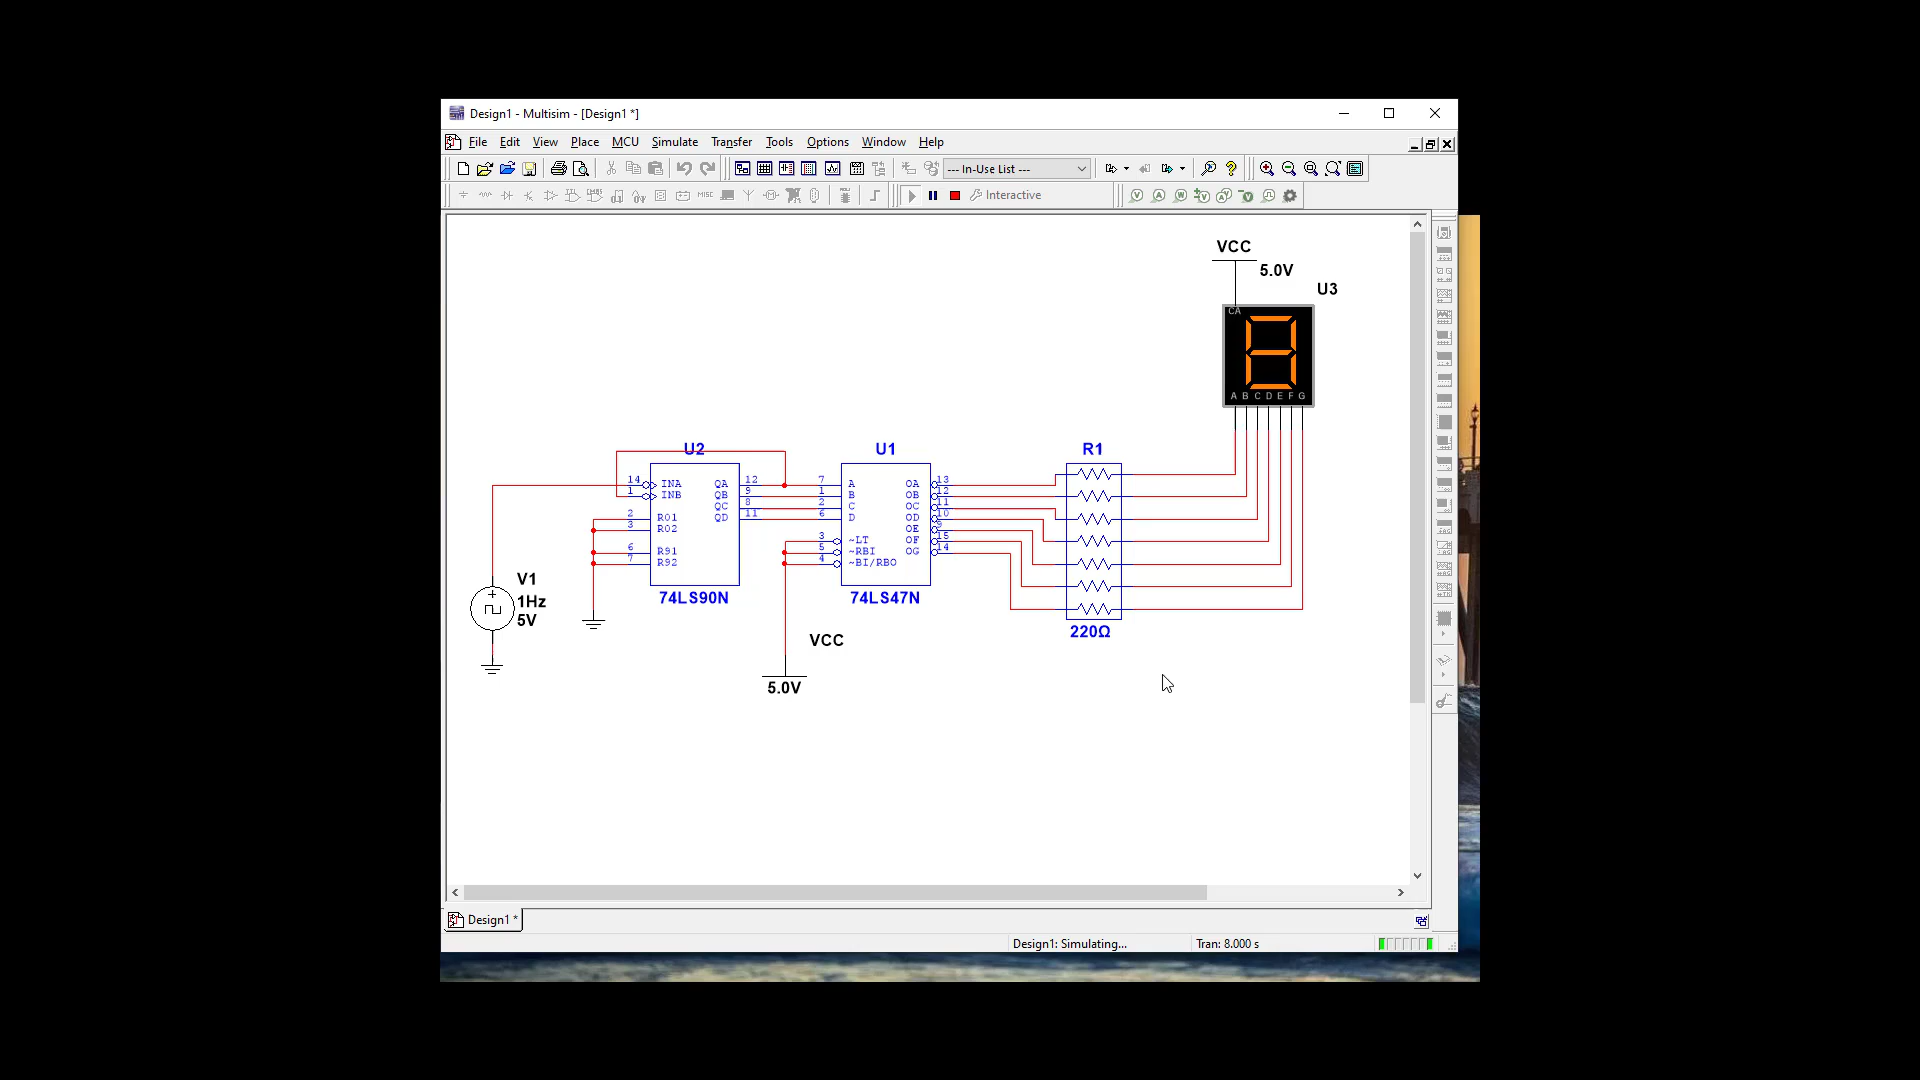 Design1 - Multisim - [Design1 *]
File Edit View Place MCU Simulate Transfer Tools Options Window Help
--- In-Use List ---
MISC
Interactive
VCC
5.0V
U3
CA
8
A B C D E F G
U2
U1
R1
14 INA QA 12
1 INB QB 9
QC 8
2 R01 QD 11
3 R02
6 R91
7 R92
74LS90N
7 A OA 13
1 B OB 12
2 C OC 11
6 D OD 10
OE 9
3 ~LT OF 15
5 ~RBI OG 14
4 ~BI/RBO
74LS47N
220Ω
V1
1Hz
5V
VCC
5.0V
Design1 *
Design1: Simulating...
Tran: 8.000 s